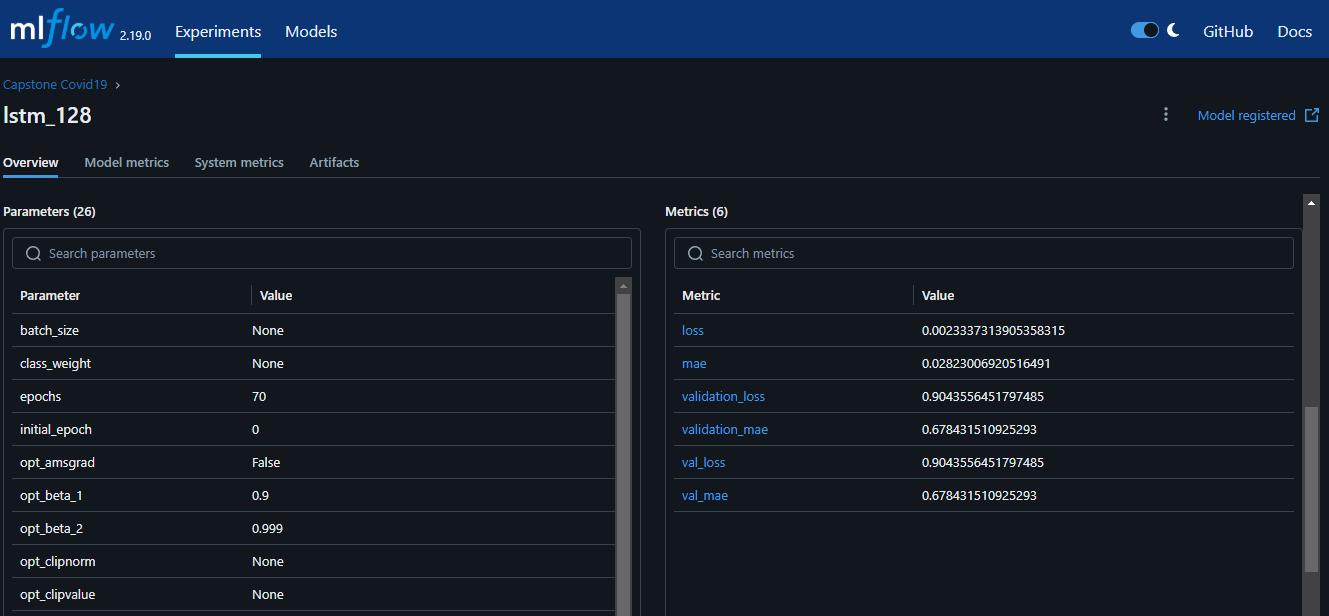 mlflow 2.19.0 Experiments Models GitHub Docs
Capstone Covid19 ›
lstm_128
Model registered
Overview Model metrics System metrics Artifacts
Parameters (26)
Search parameters
Parameter Value
batch_size None
class_weight None
epochs 70
initial_epoch 0
opt_amsgrad False
opt_beta_1 0.9
opt_beta_2 0.999
opt_clipnorm None
opt_clipvalue None
Metrics (6)
Search metrics
Metric Value
loss 0.0023337313905358315
mae 0.02823006920516491
validation_loss 0.9043556451797485
validation_mae 0.678431510925293
val_loss 0.9043556451797485
val_mae 0.678431510925293